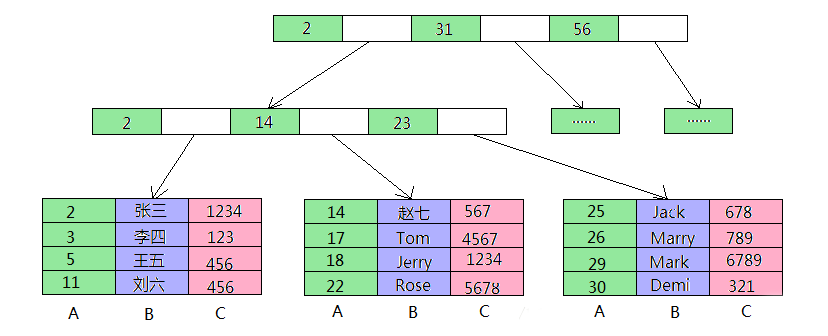 2 31 56
2 14 23 ...... ......
2 张三 1234 14 赵七 567 25 Jack 678
3 李四 123 17 Tom 4567 26 Marry 789
5 王五 456 18 Jerry 1234 29 Mark 6789
11 刘六 456 22 Rose 5678 30 Demi 321
A B C A B C A B C